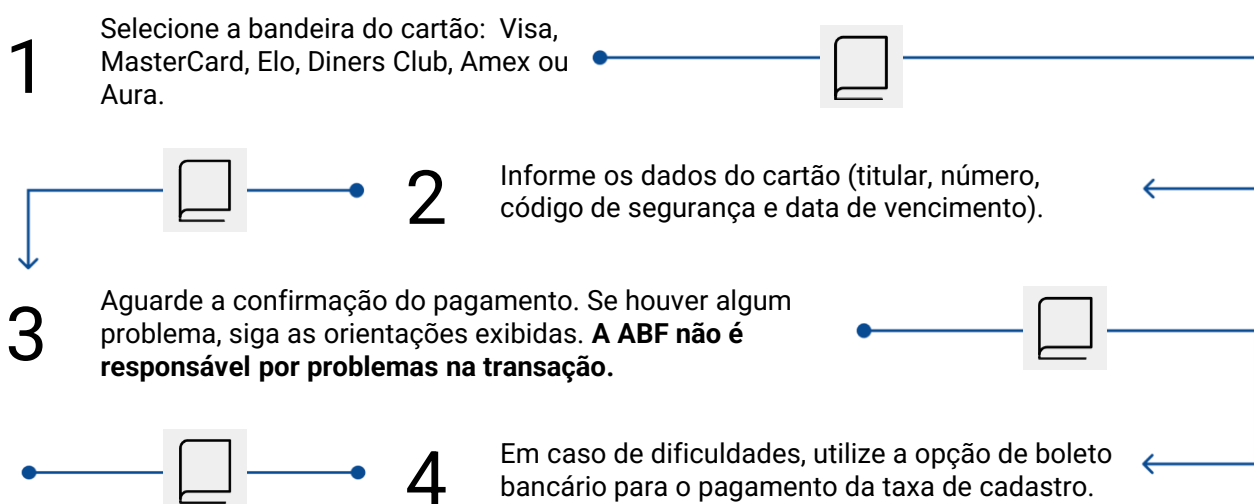 1
Selecione a bandeira do cartão: Visa,
MasterCard, Elo, Diners Club, Amex ou
Aura.
2
Informe os dados do cartão (titular, número,
código de segurança e data de vencimento).
3
Aguarde a confirmação do pagamento. Se houver algum
problema, siga as orientações exibidas. A ABF não é
responsável por problemas na transação.
4
Em caso de dificuldades, utilize a opção de boleto
bancário para o pagamento da taxa de cadastro.